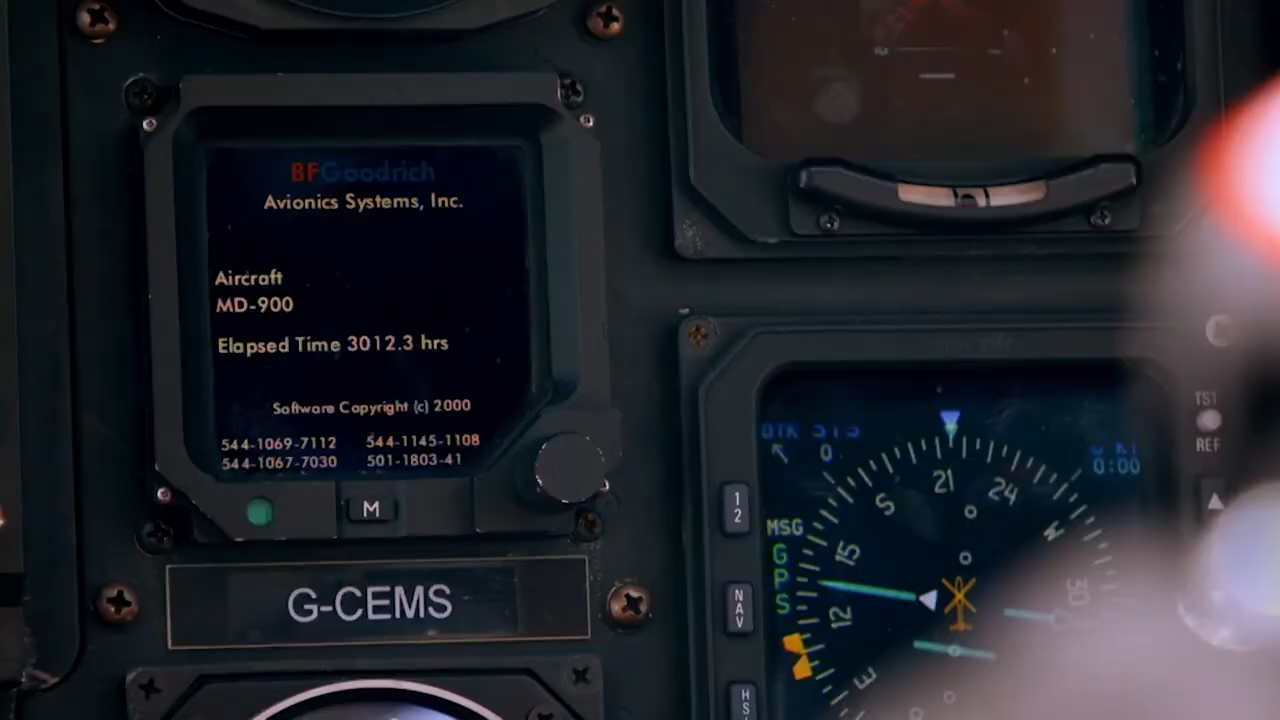 BFGoodrich
Avionics Systems, Inc.
Aircraft
MD-900
Elapsed Time 3012.3 hrs
Software Copyright (c) 2000
544-1069-7112 544-1145-1108
544-1067-7030 501-1803-41
M
G-CEMS
DTK
0
0:00
TST
REF
1
2
MSG
GPS
NAV
S
21
24
W
30
15
12
E